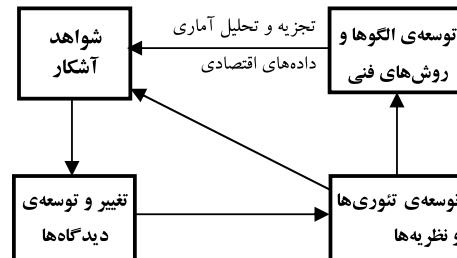 توسعه‌ی الگوها و
روش‌های فنی
تجزیه و تحلیل آماری
داده‌های اقتصادی
شواهد
آشکار
توسعه‌ی تئوری‌ها
و نظریه‌ها
تغییر و توسعه‌ی
دیدگاه‌ها